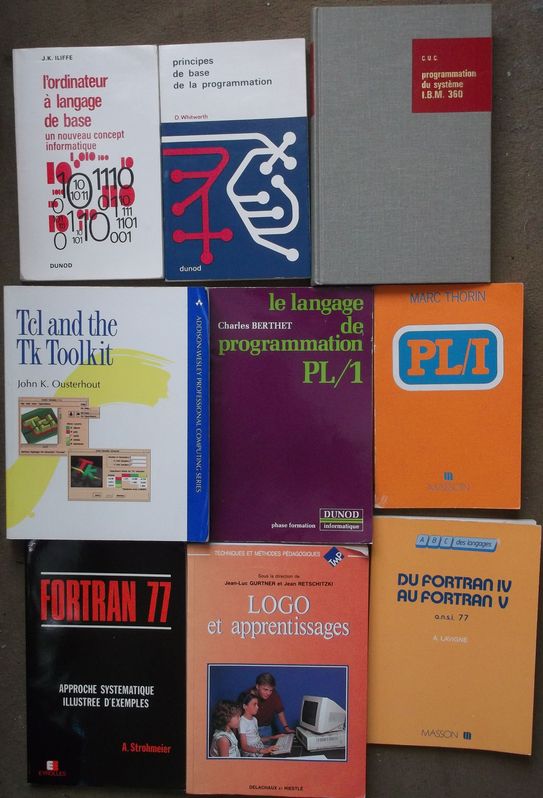 J.K. ILIFFE
l'ordinateur
à langage
de base
un nouveau concept
informatique
DUNOD
principes
de base
de la programmation
D. Whitworth
dunod
C.U.C.
programmation
du système
I.B.M. 360
Tcl and the
Tk Toolkit
John K. Ousterhout
ADDISON-WESLEY PROFESSIONAL COMPUTING SERIES
le langage
Charles BERTHET
de
programmation
PL/1
DUNOD
phase formation
informatique
MARC THORIN
PL/I
m
MASSON
FORTRAN 77
APPROCHE SYSTEMATIQUE
ILLUSTREE D'EXEMPLES
A. Strohmeier
E
EYROLLES
TECHNIQUES ET MÉTHODES PÉDAGOGIQUES
TMP
Sous la direction de
Jean-Luc GURTNER et Jean RETSCHITZKI
LOGO
et apprentissages
DELACHAUX et NIESTLÉ
A B C des langages
DU FORTRAN IV
AU FORTRAN V
a.n.s.i. 77
A. LAVIGNE
MASSON m